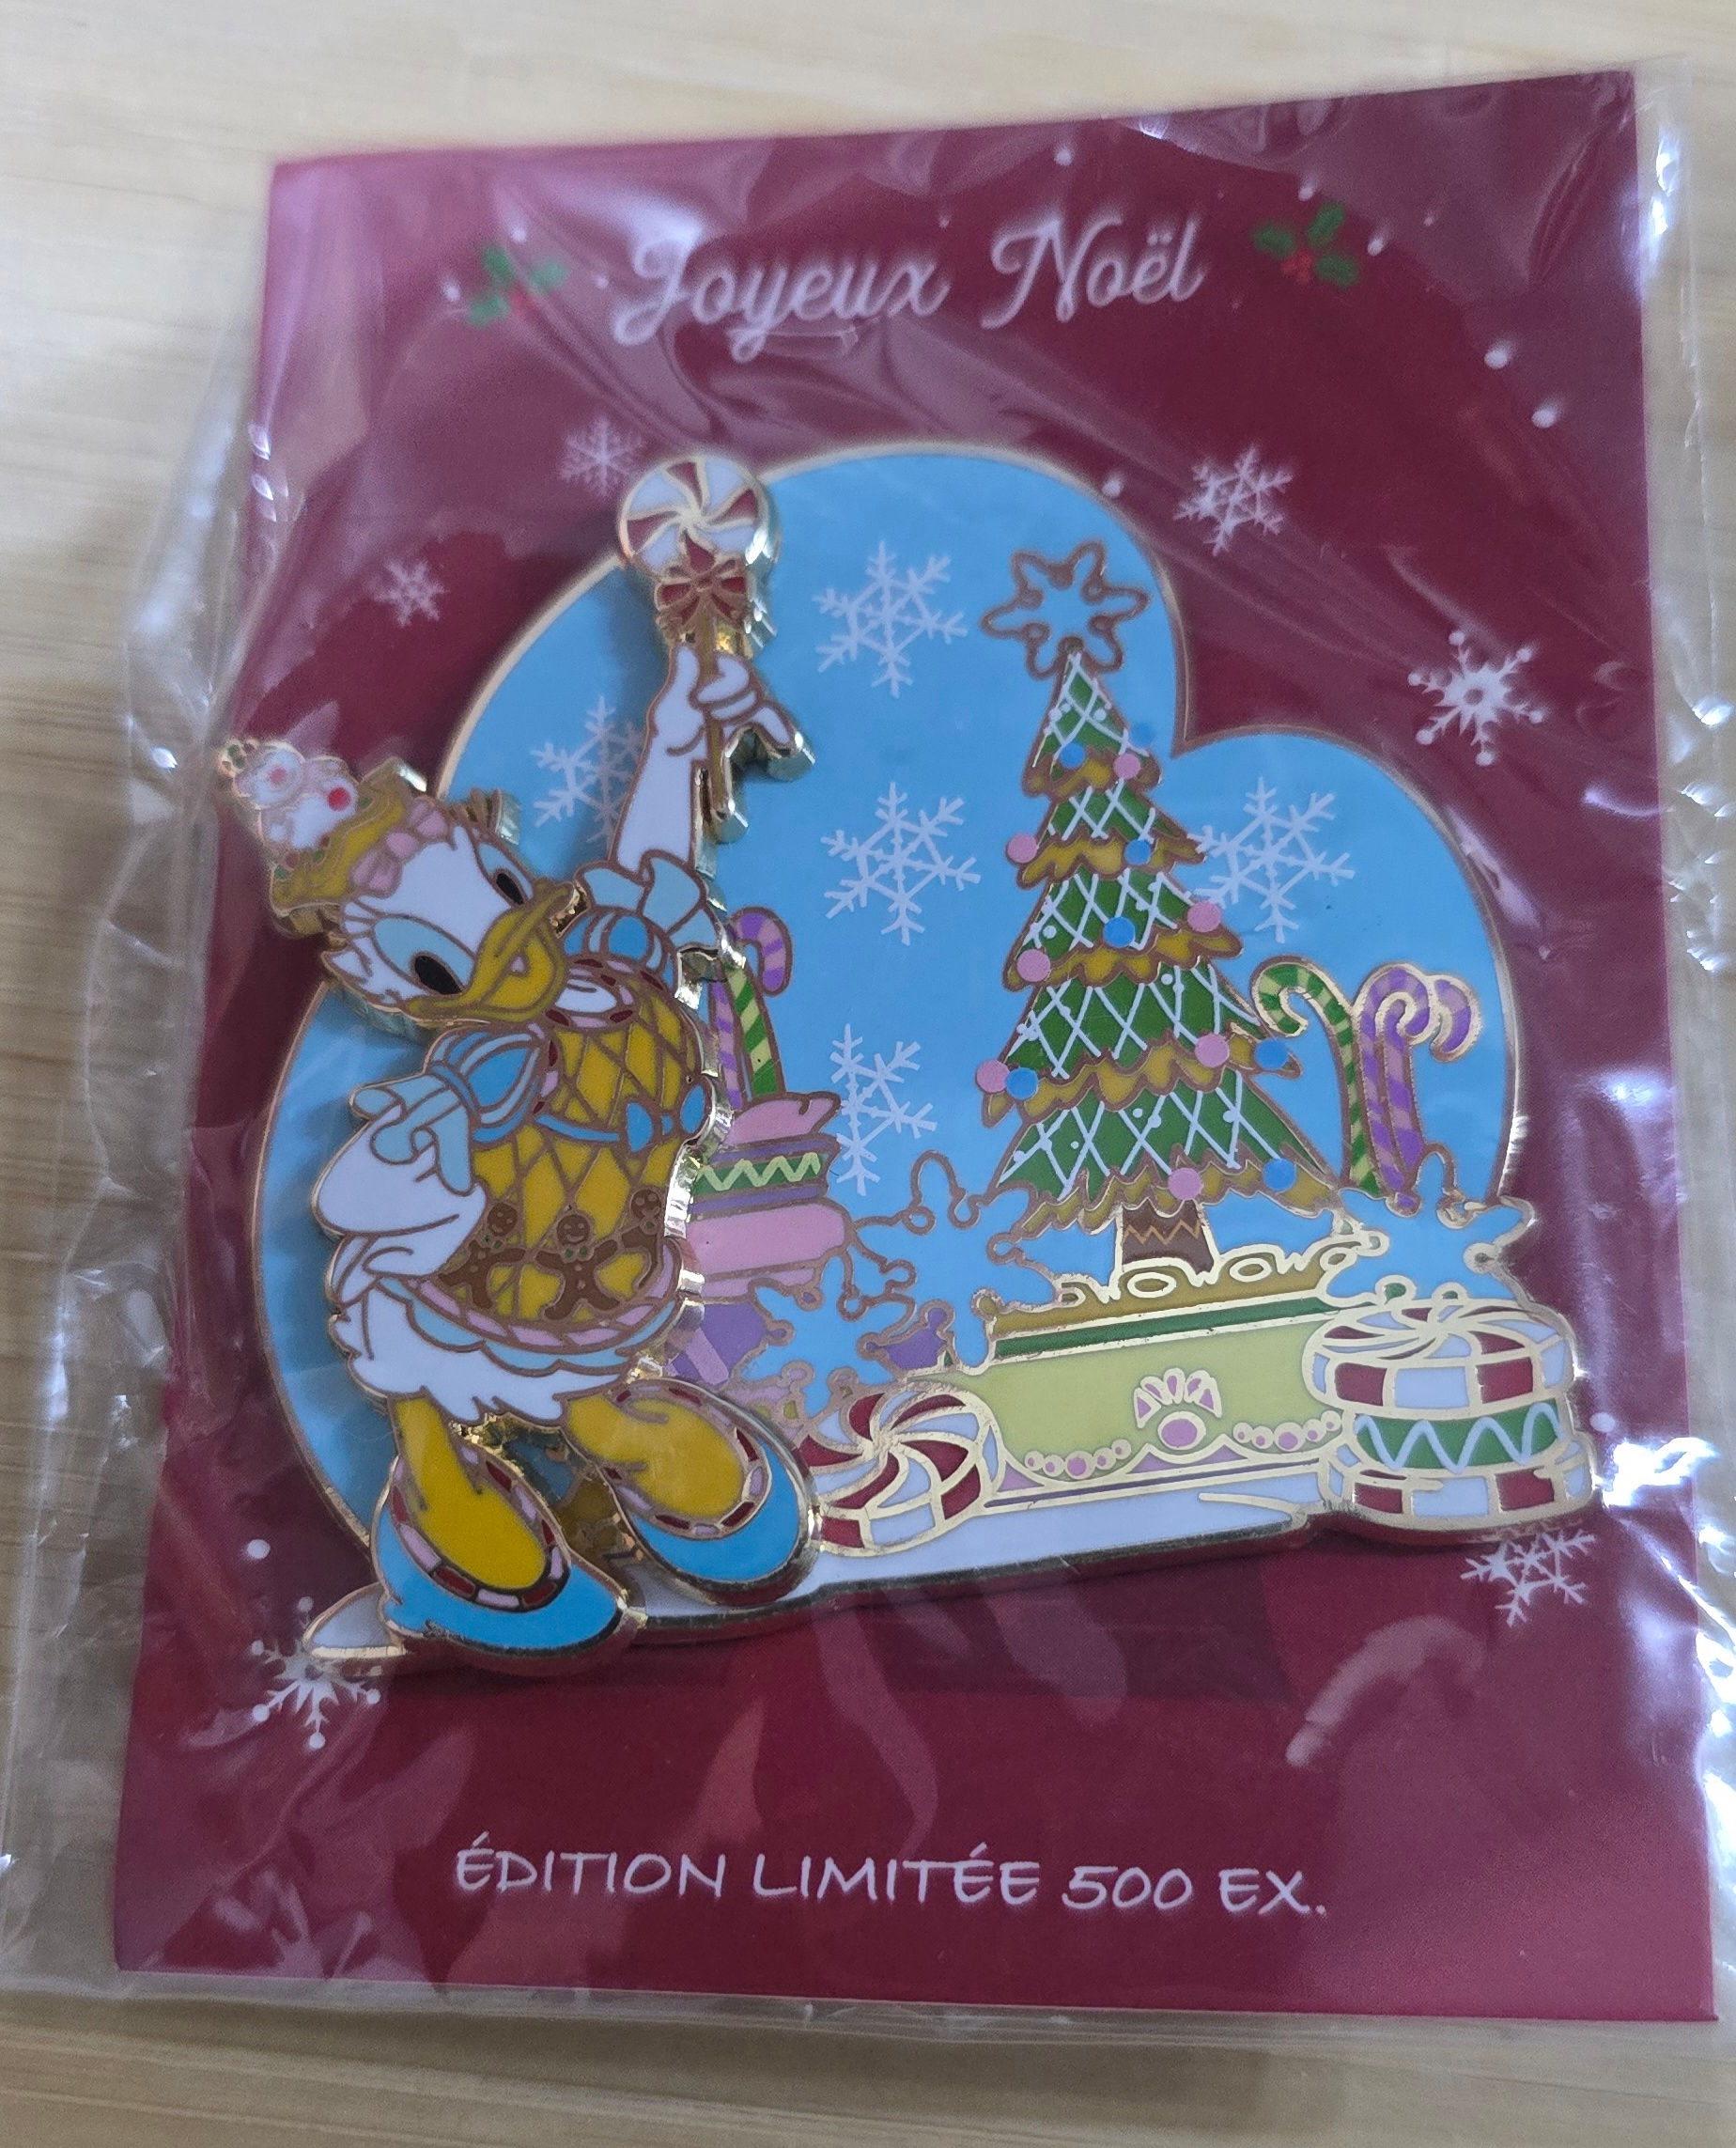 Joyeux Noël
ÉDITION LIMITÉE 500 EX.